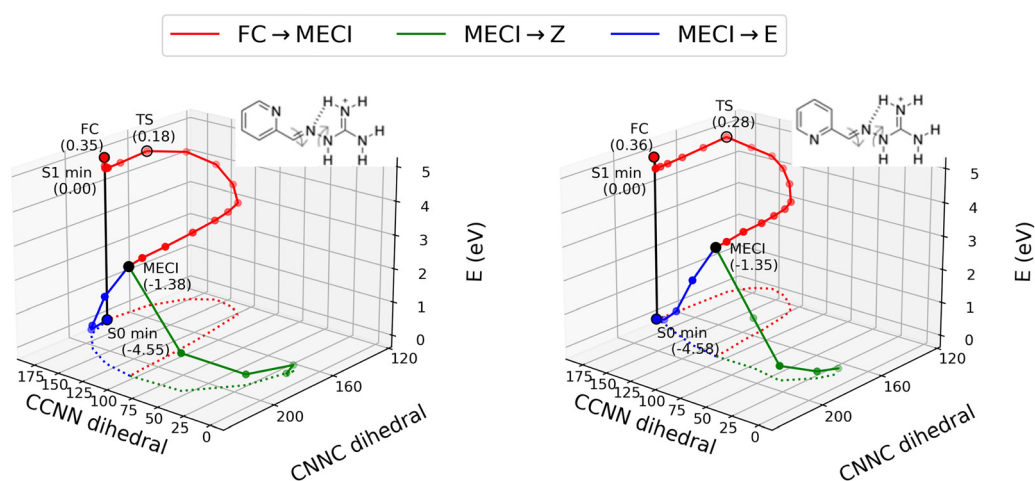 FC → MECI MECI → Z MECI → E
FC
(0.35)
TS
(0.18)
S1 min
(0.00)
MECI
(-1.38)
S0 min
(-4.55)
N
N
N
H
H
N
+
H
N
H
H
5
4
3
2
1
0
E (eV)
175
150
125
100
75
50
25
0
CCNN dihedral
120
160
200
CNNC dihedral
FC
(0.36)
TS
(0.28)
S1 min
(0.00)
MECI
(-1.35)
S0 min
(-4.58)
N
N
N
H
H
N
+
H
N
H
H
5
4
3
2
1
0
E (eV)
175
150
125
100
75
50
25
0
CCNN dihedral
120
160
200
CNNC dihedral